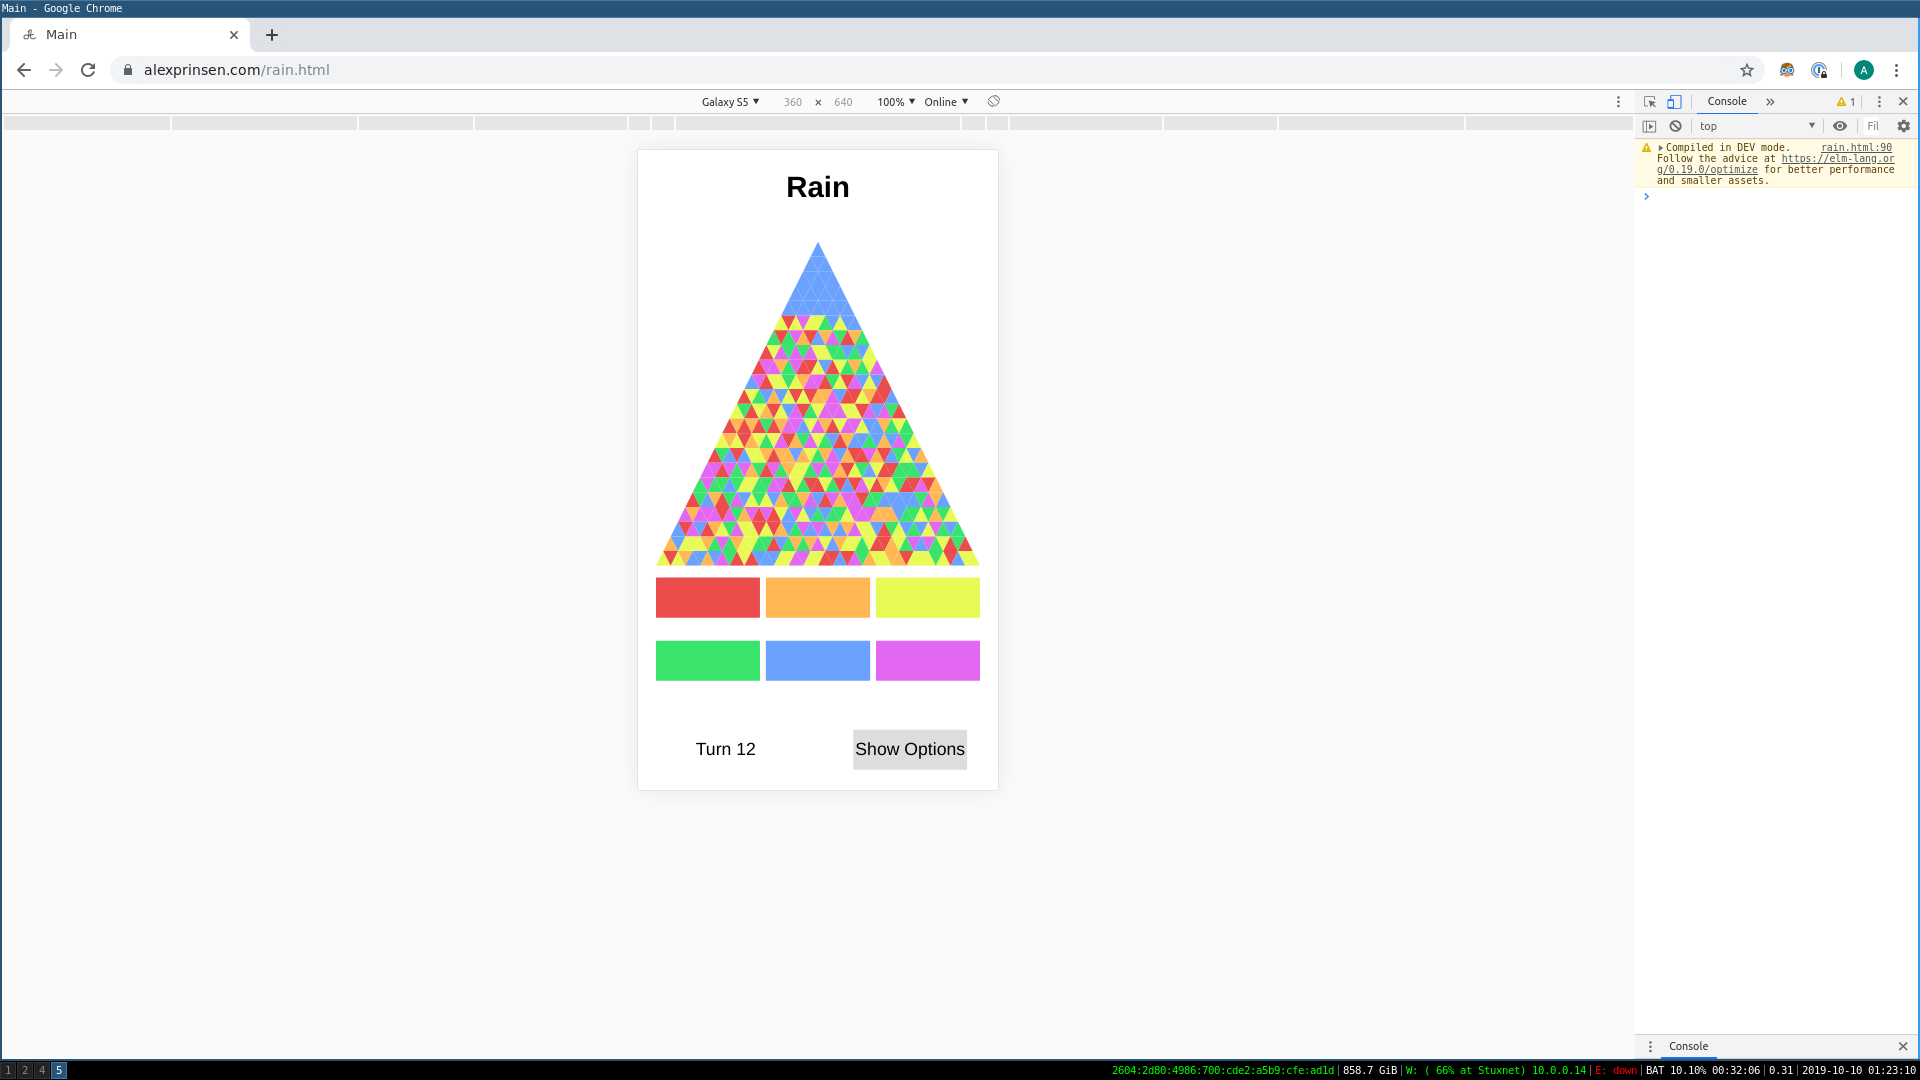 Main - Google Chrome
Main
alexprinsen.com/rain.html
A
Galaxy S5 ▼ 360 × 640 100% ▼ Online ▼
Console » 1
top ▼ Fil
Compiled in DEV mode. rain.html:90
Follow the advice at https://elm-lang.or
g/0.19.0/optimize for better performance
and smaller assets.
Rain
Turn 12
Show Options
Console
1 2 4 5
2604:2d80:4986:700:cde2:a5b9:cfe:ad1d | 858.7 GiB | W: ( 66% at Stuxnet) 10.0.0.14 | E: down | BAT 10.10% 00:32:06 | 0.31 | 2019-10-10 01:23:10